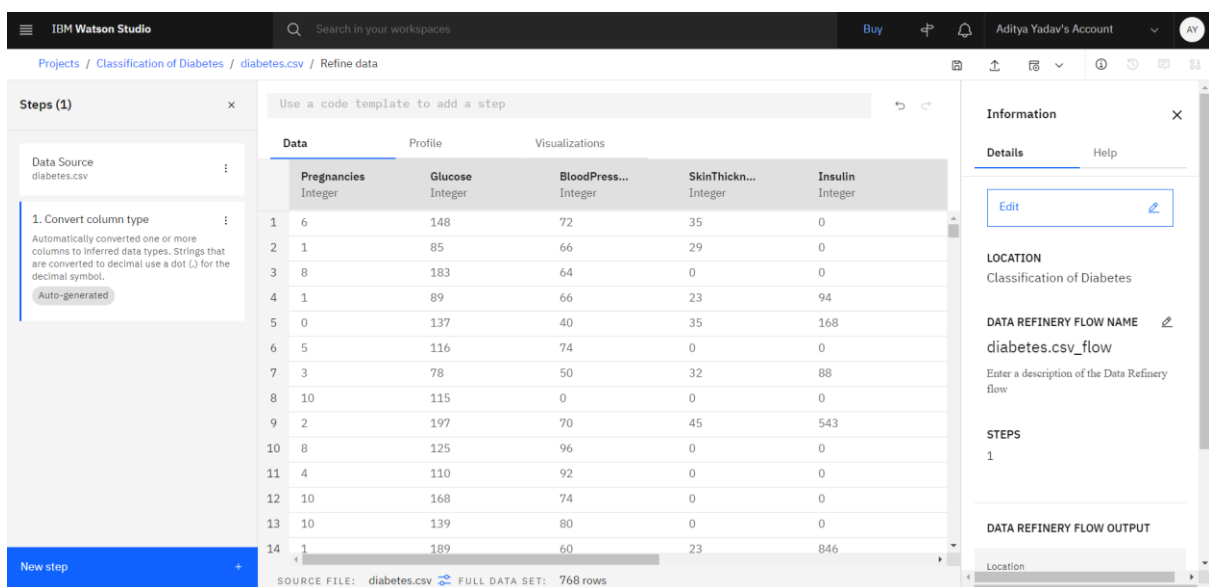 IBM Watson Studio
Search in your workspaces
Buy
Aditya Yadav's Account
AY
Projects / Classification of Diabetes / diabetes.csv / Refine data
Steps (1)
Data Source
diabetes.csv
1. Convert column type
Automatically converted one or more
columns to inferred data types. Strings that
are converted to decimal use a dot (.) for the
decimal symbol.
Auto-generated
New step +
Use a code template to add a step
Data Profile Visualizations
Pregnancies Glucose BloodPress... SkinThickn... Insulin
Integer Integer Integer Integer Integer
1 6 148 72 35 0
2 1 85 66 29 0
3 8 183 64 0 0
4 1 89 66 23 94
5 0 137 40 35 168
6 5 116 74 0 0
7 3 78 50 32 88
8 10 115 0 0 0
9 2 197 70 45 543
10 8 125 96 0 0
11 4 110 92 0 0
12 10 168 74 0 0
13 10 139 80 0 0
14 1 189 60 23 846
SOURCE FILE: diabetes.csv FULL DATA SET: 768 rows
Information
Details Help
Edit
LOCATION
Classification of Diabetes
DATA REFINERY FLOW NAME
diabetes.csv_flow
Enter a description of the Data Refinery
flow
STEPS
1
DATA REFINERY FLOW OUTPUT
Location